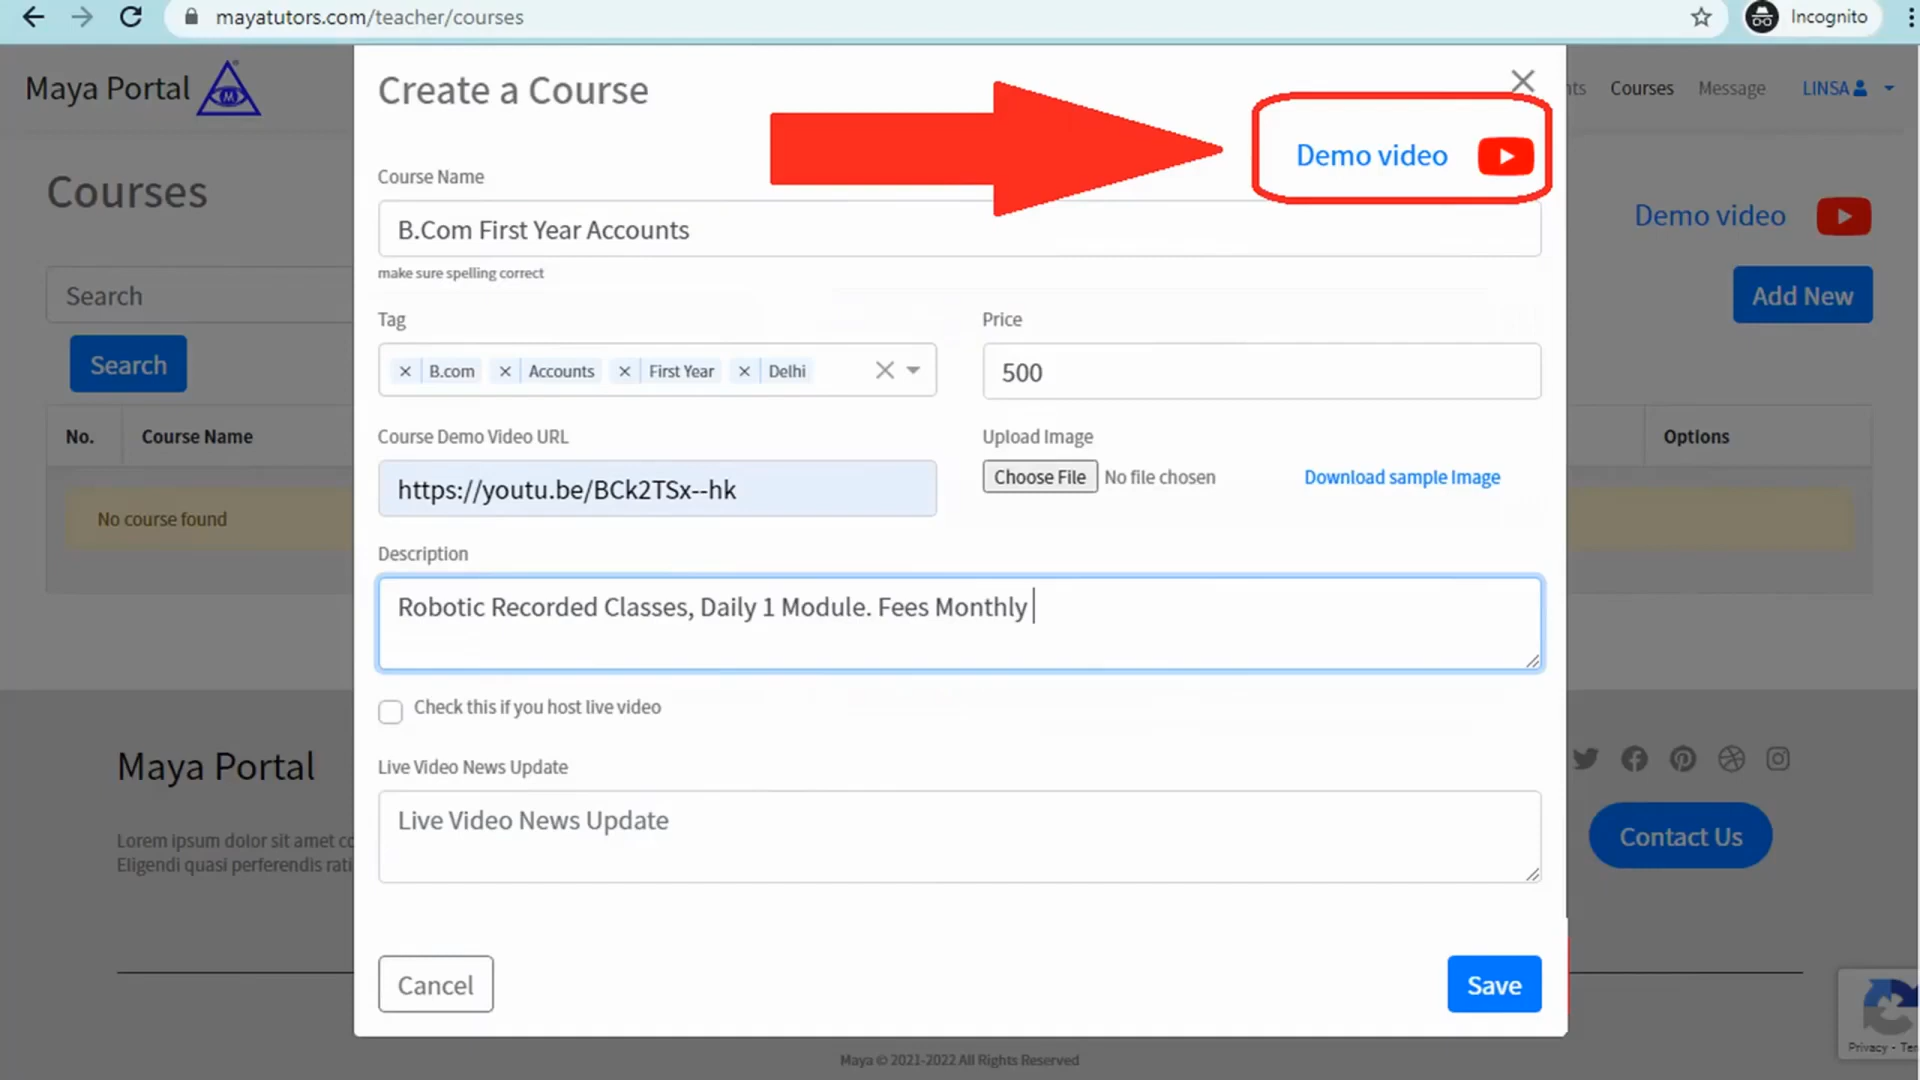 mayatutors.com/teacher/courses
Incognito
Maya Portal
M
Create a Course
nts
Courses
Message
LINSA
Demo video
Courses
Course Name
B.Com First Year Accounts
make sure spelling correct
Demo video
Search
Add New
Search
Tag
Price
B.com
Accounts
First Year
Delhi
500
No.
Course Name
Options
Course Demo Video URL
Upload Image
https://youtu.be/BCk2TSx--hk
Choose File
No file chosen
Download sample Image
No course found
Description
Robotic Recorded Classes, Daily 1 Module. Fees Monthly
Check this if you host live video
Maya Portal
Live Video News Update
Live Video News Update
Lorem ipsum dolor sit amet co
Eligendi quasi perferendis rati
Contact Us
Cancel
Save
Privacy - Ter
Maya © 2021-2022 All Rights Reserved